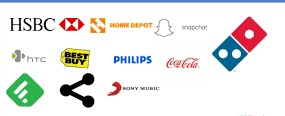 HSBC
HOME DEPOT
snapchat
hTC
BEST
BUY
PHILIPS
Coca-Cola
SONY MUSIC